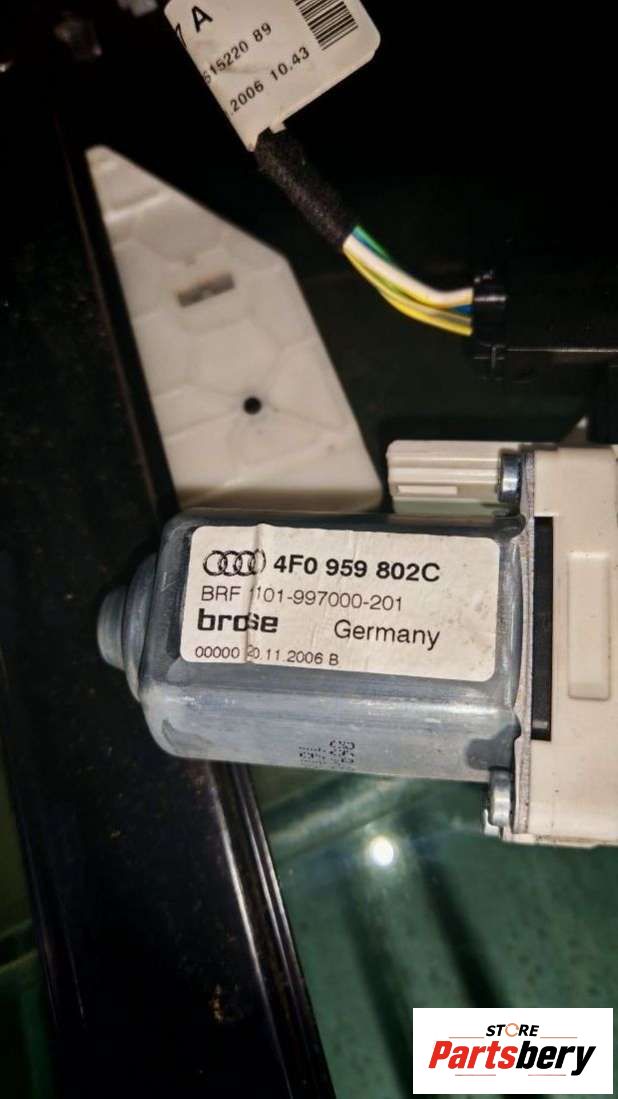 A
615220 89
.2006 10.43
4F0 959 802C
BRF 1101-997000-201
brose Germany
00000 20.11.2006 B
STORE
Partsbery